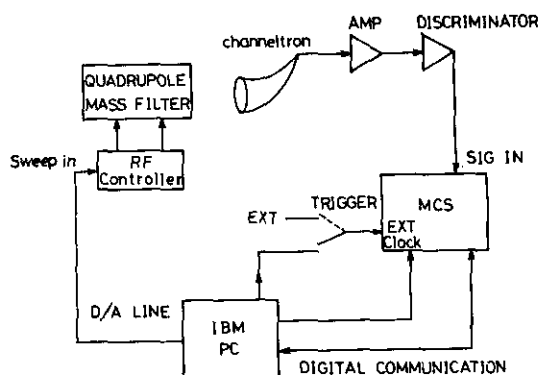 AMP
DISCRIMINATOR
channeltron
QUADRUPOLE
MASS FILTER
Sweep in
RF
Controller
SIG IN
MCS
TRIGGER
EXT
EXT
Clock
D/A LINE
IBM
PC
DIGITAL COMMUNICATION